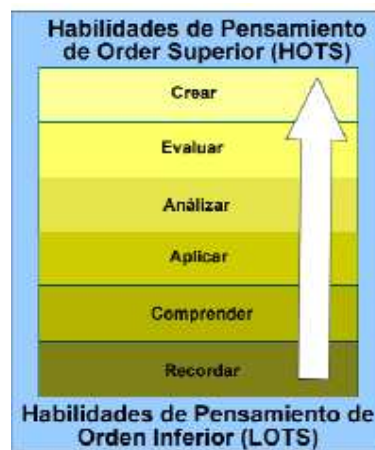 Habilidades de Pensamiento
de Order Superior (HOTS)
Crear
Evaluar
Análizar
Aplicar
Comprender
Recordar
Habilidades de Pensamiento de
Orden Inferior (LOTS)